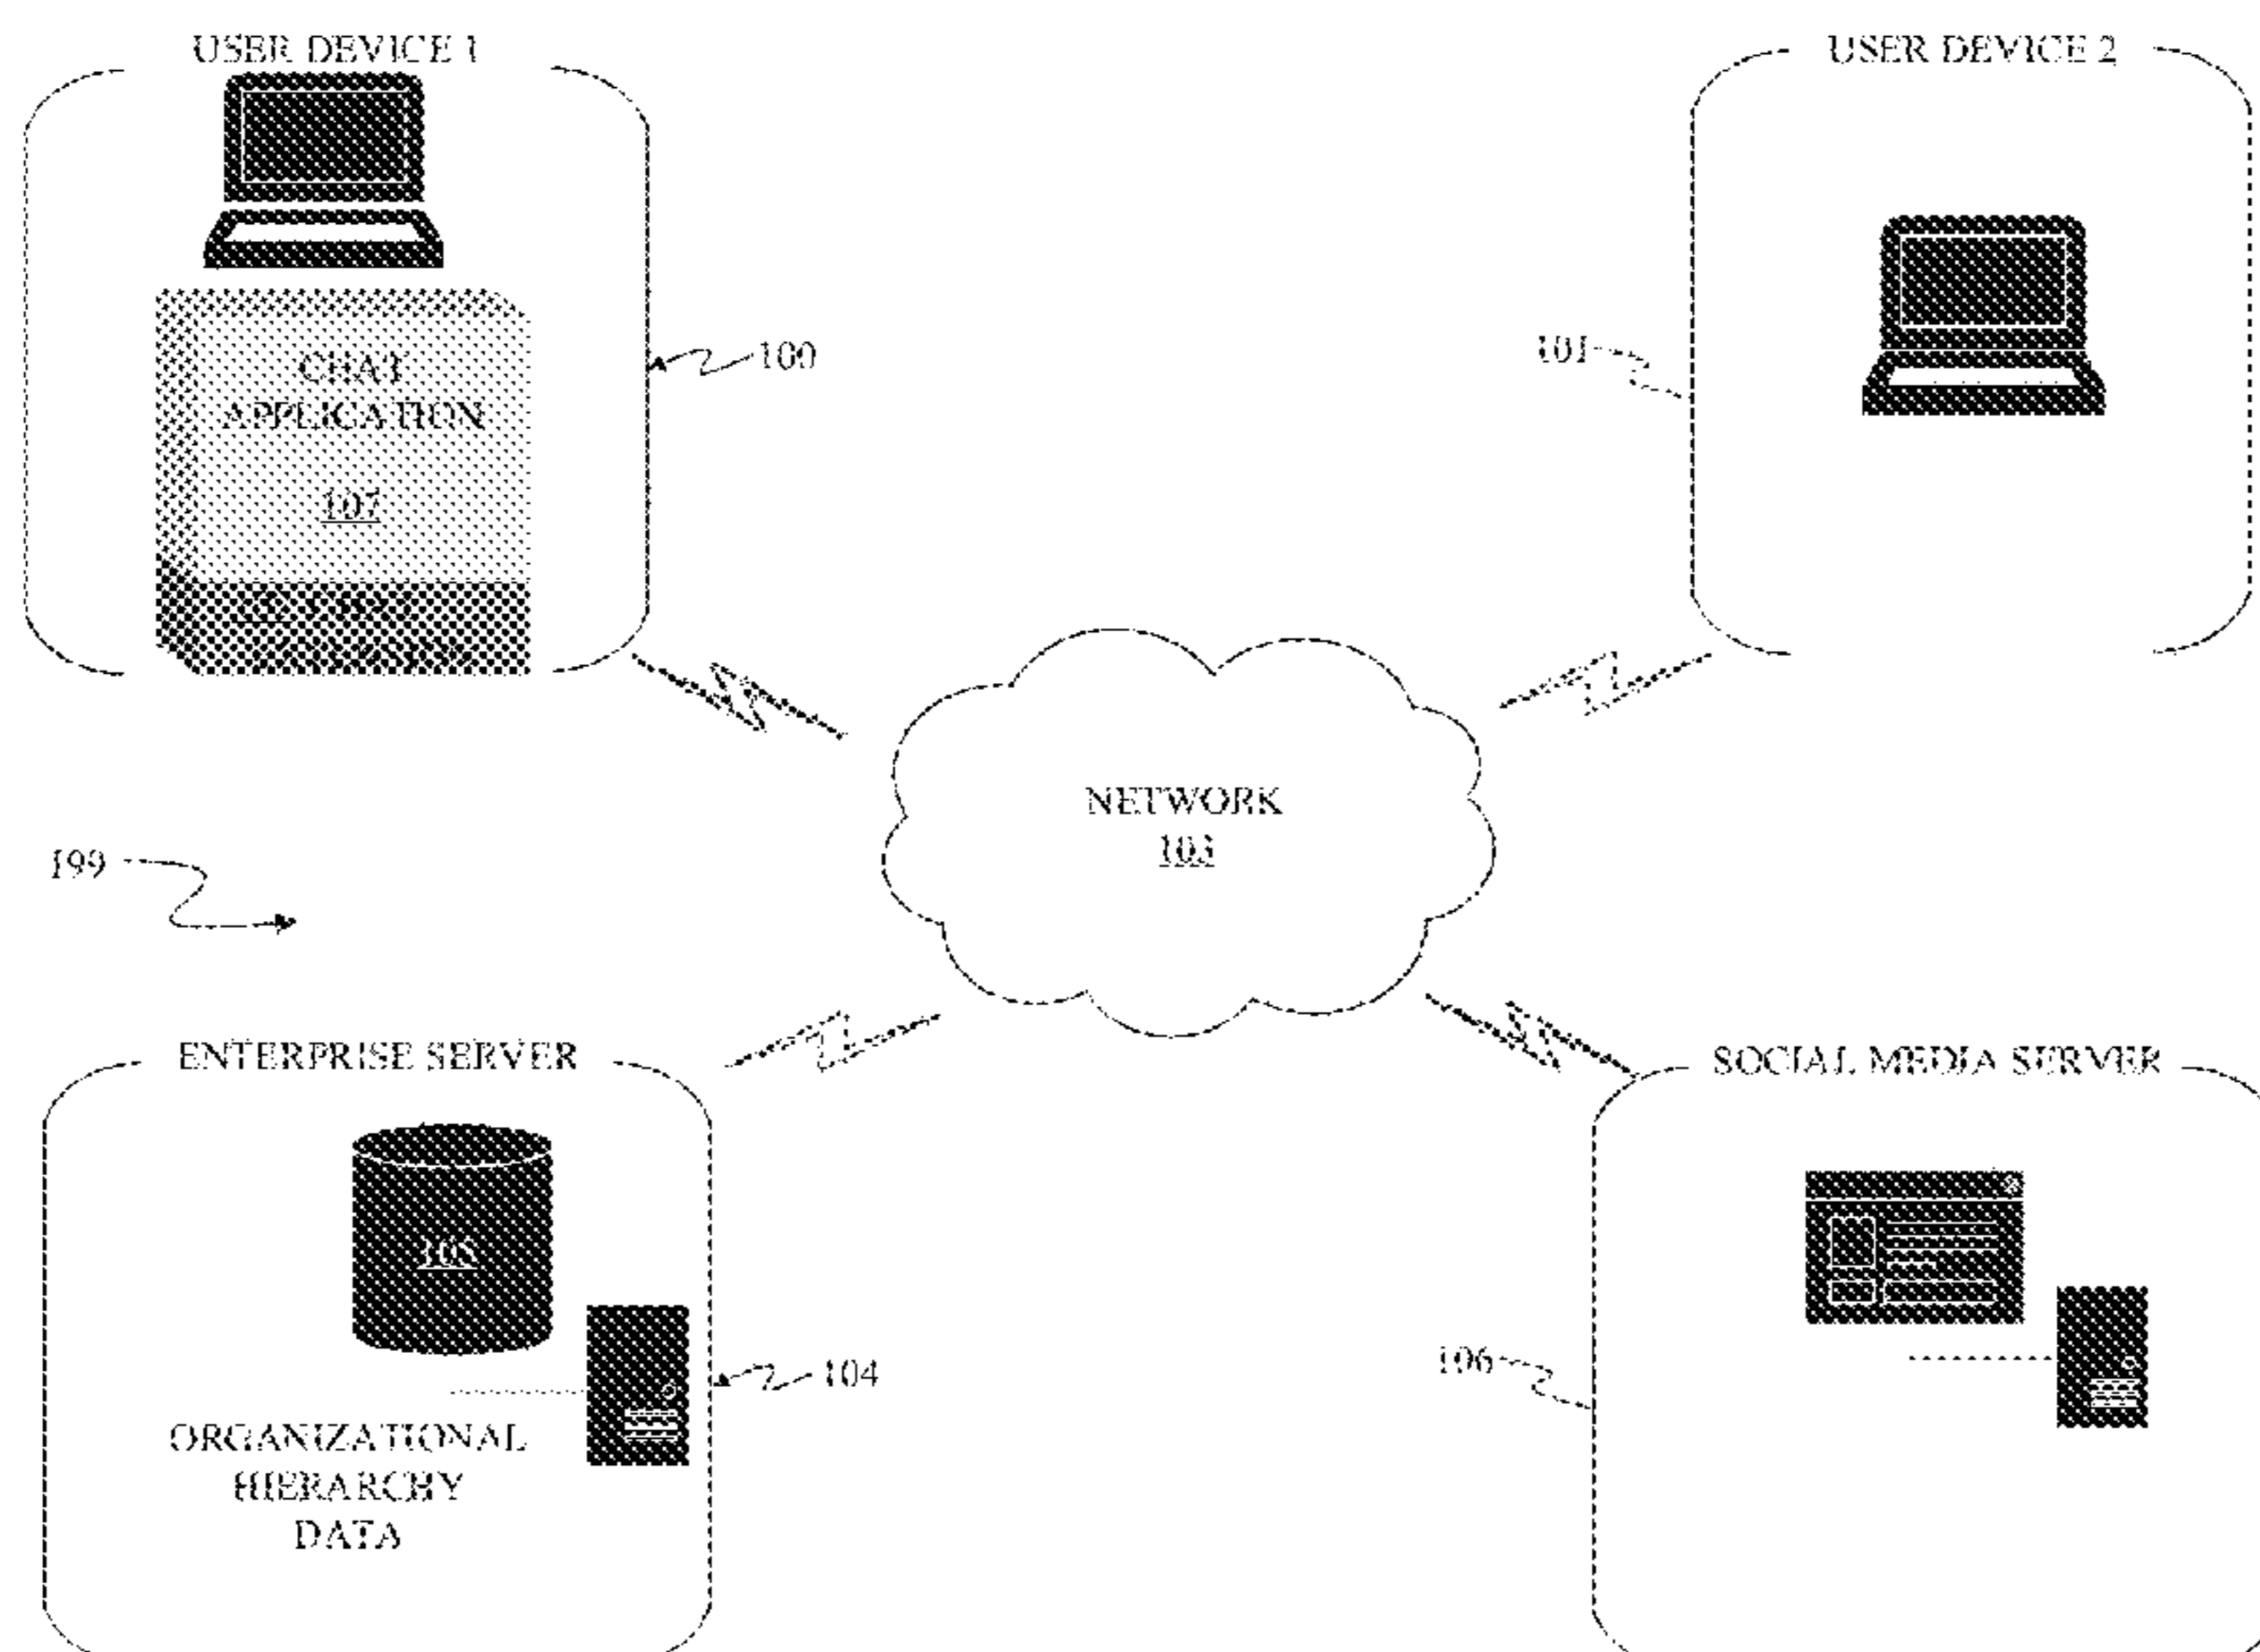 USER DEVICE 1
USER DEVICE 2
CHAT
APPLICATION
107
100
101
NETWORK
103
199
ENTERPRISE SERVER
SOCIAL MEDIA SERVER
108
104
106
ORGANIZATIONAL
HIERARCHY
DATA